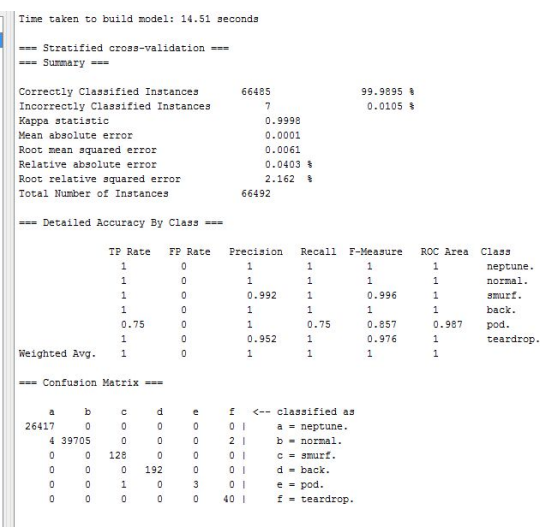 Time taken to build model: 14.51 seconds
=== Stratified cross-validation ===
=== Summary ===
Correctly Classified Instances 66485 99.9895 %
Incorrectly Classified Instances 7 0.0105 %
Kappa statistic 0.9998
Mean absolute error 0.0001
Root mean squared error 0.0061
Relative absolute error 0.0403 %
Root relative squared error 2.162 %
Total Number of Instances 66492
=== Detailed Accuracy By Class ===
TP Rate FP Rate Precision Recall F-Measure ROC Area Class
1 0 1 1 1 1 neptune.
1 0 1 1 1 1 normal.
1 0 0.992 1 0.996 1 smurf.
1 0 1 1 1 1 back.
0.75 0 1 0.75 0.857 0.987 pod.
1 0 0.952 1 0.976 1 teardrop.
Weighted Avg. 1 0 1 1 1 1
=== Confusion Matrix ===
a b c d e f <-- classified as
26417 0 0 0 0 0 | a = neptune.
4 39705 0 0 0 2 | b = normal.
0 0 128 0 0 0 | c = smurf.
0 0 0 192 0 0 | d = back.
0 0 1 0 3 0 | e = pod.
0 0 0 0 0 40 | f = teardrop.